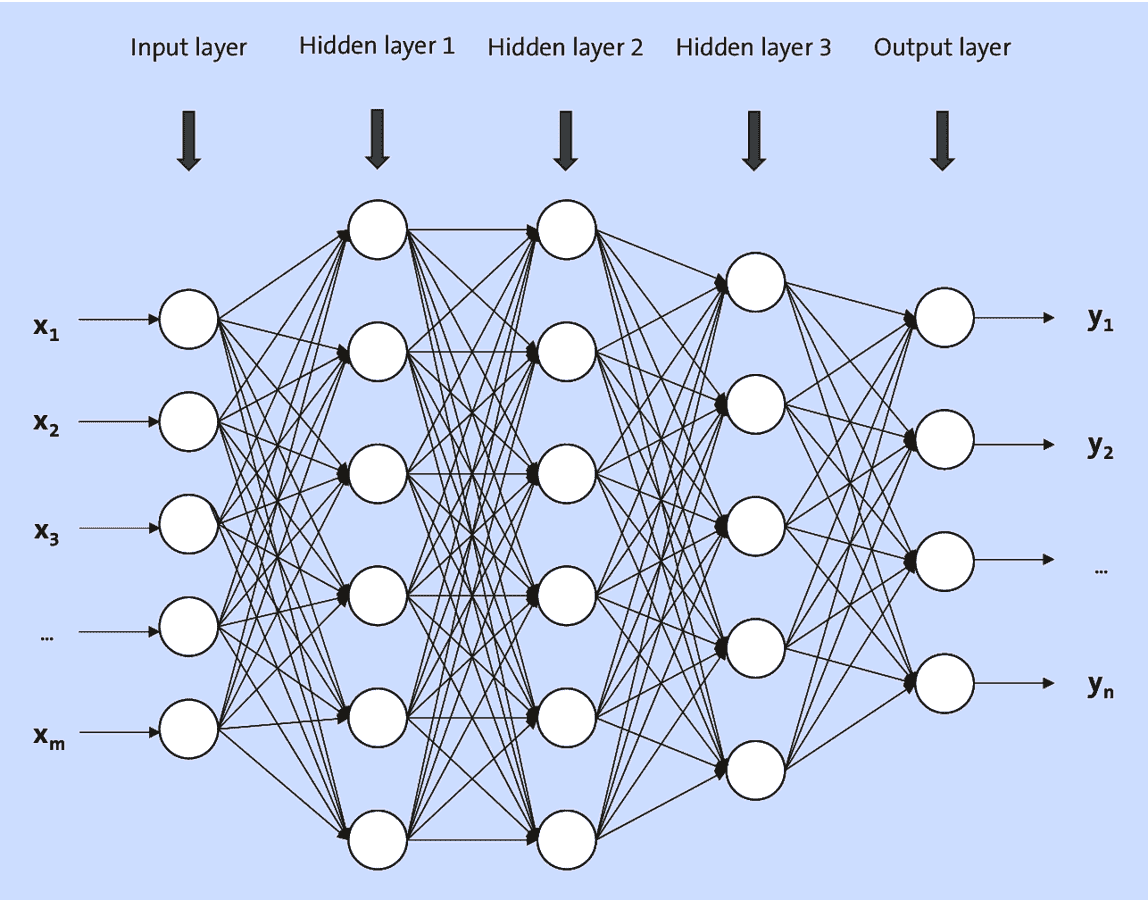 Input layer
Hidden layer 1
Hidden layer 2
Hidden layer 3
Output layer
x1
x2
x3
...
xm
y1
y2
...
yn